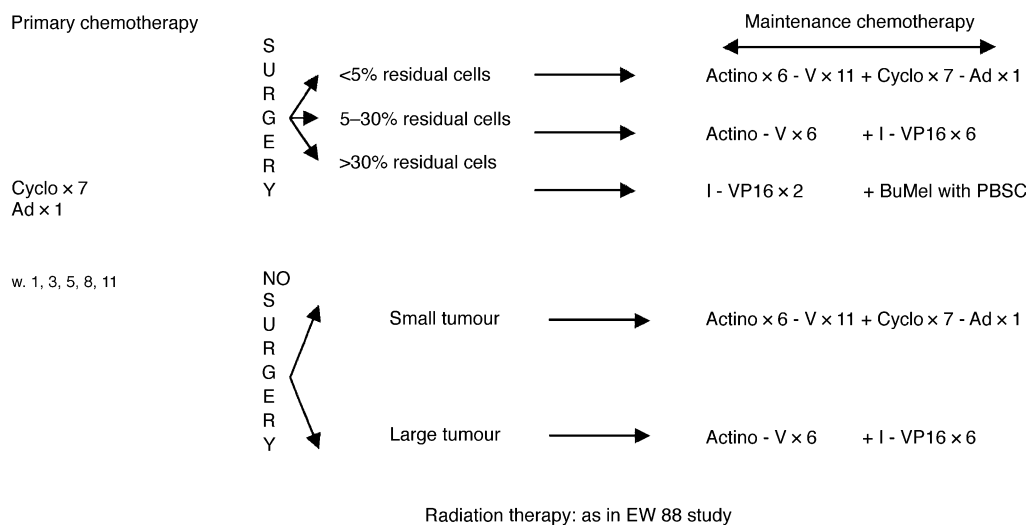 Primary chemotherapy
Maintenance chemotherapy
SURGERY
<5% residual cells
Actino × 6 - V × 11 + Cyclo × 7 - Ad × 1
5–30% residual cells
Actino - V × 6 + I - VP16 × 6
>30% residual cels
I - VP16 × 2 + BuMel with PBSC
Cyclo × 7
Ad × 1
w. 1, 3, 5, 8, 11
NO
SURGERY
Small tumour
Actino × 6 - V × 11 + Cyclo × 7 - Ad × 1
Large tumour
Actino - V × 6 + I - VP16 × 6
Radiation therapy: as in EW 88 study